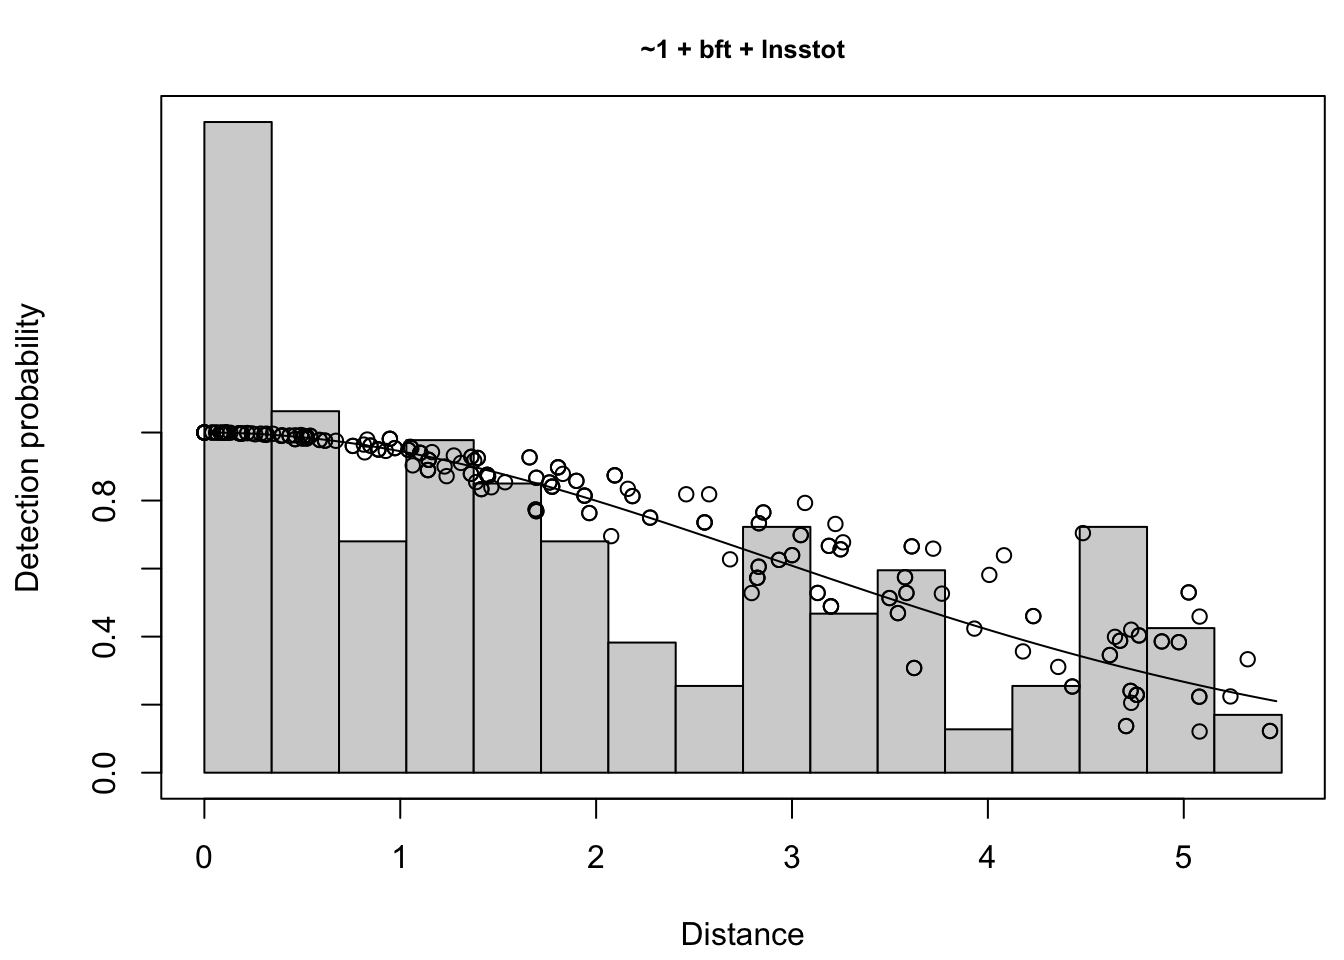 ~1 + bft + lnsstot
Detection probability
0.8
0.4
0.0
0 1 2 3 4 5
Distance